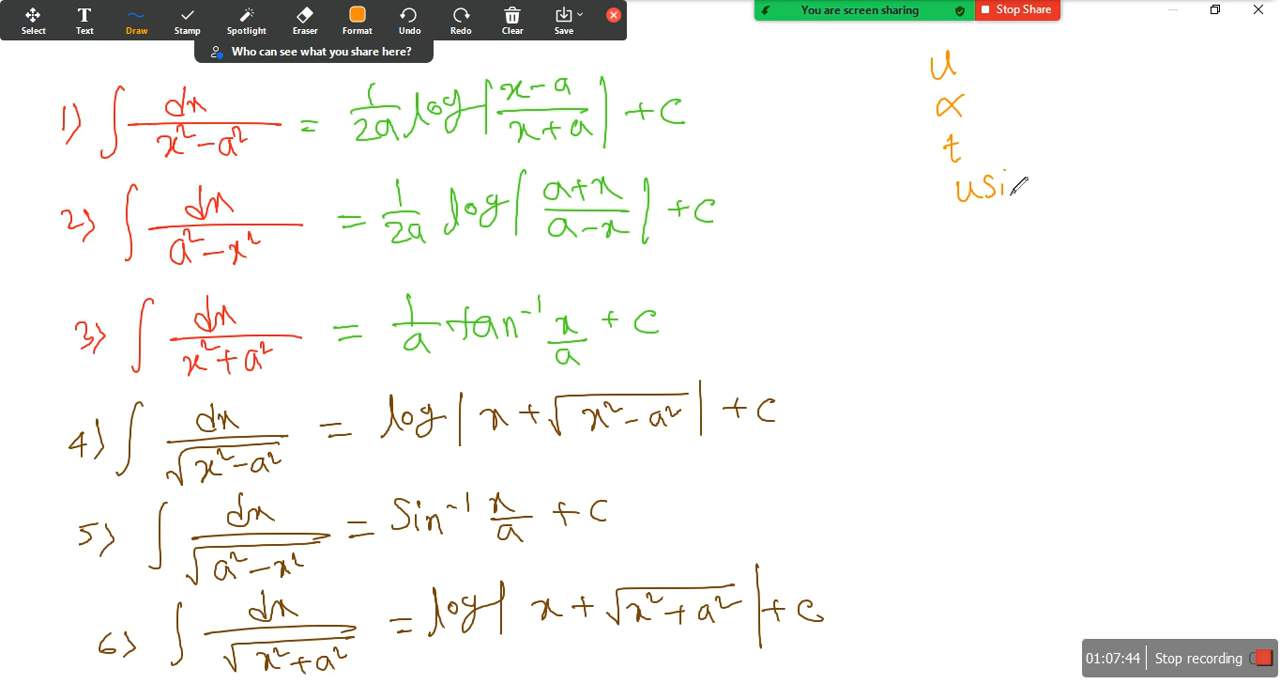 Select Text Draw Stamp Spotlight Eraser Format Undo Redo Clear Save
You are screen sharing Stop Share
Who can see what you share here?
1) ∫ dx/(x² - a²) = 1/2a log |(x - a)/(x + a)| + c
2) ∫ dx/(a² - x²) = 1/2a log |(a + x)/(a - x)| + c
3) ∫ dx/(x² + a²) = 1/a tan⁻¹ x/a + c
4) ∫ dx/√(x² - a²) = log | x + √(x² - a²) | + c
5) ∫ dx/√(a² - x²) = Sin⁻¹ x/a + c
6) ∫ dx/√(x² + a²) = log | x + √(x² + a²) | + c
u
∝
t
usi
01:07:44 Stop recording